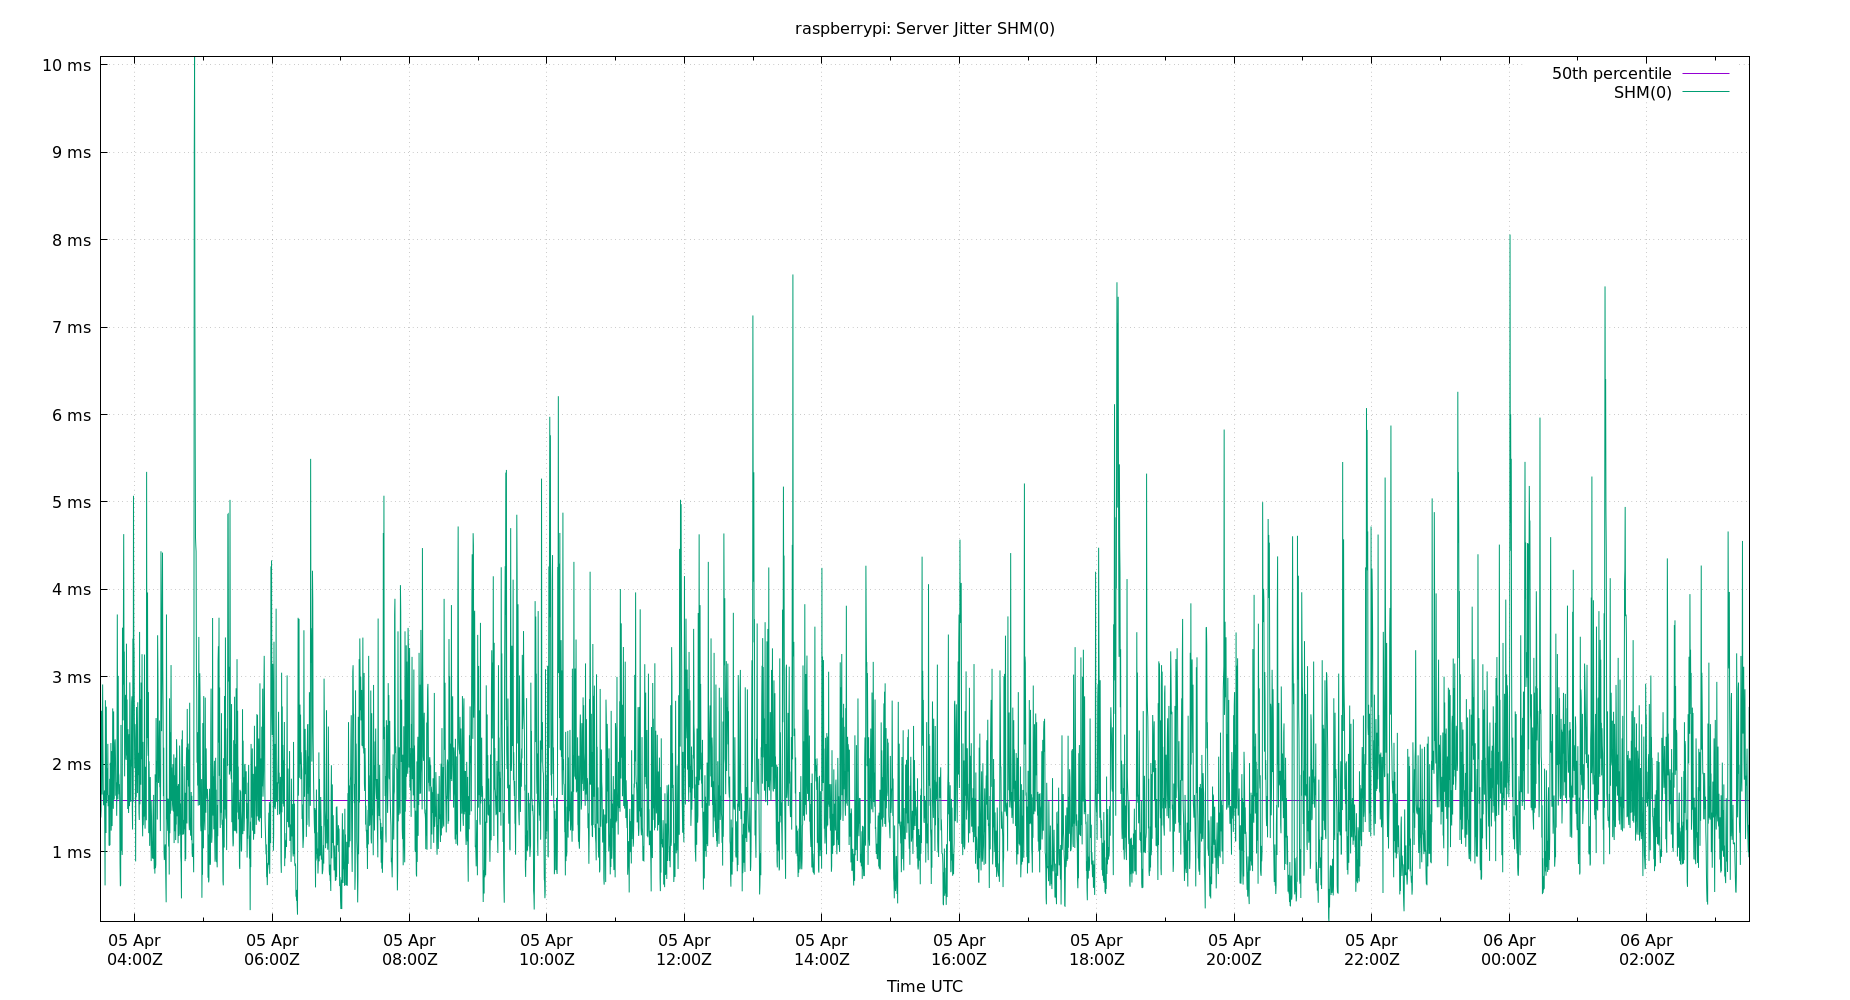 raspberrypi: Server Jitter SHM(0)
50th percentile
SHM(0)
10 ms
9 ms
8 ms
7 ms
6 ms
5 ms
4 ms
3 ms
2 ms
1 ms
05 Apr 05 Apr 05 Apr 05 Apr 05 Apr 05 Apr 05 Apr 05 Apr 05 Apr 05 Apr 06 Apr 06 Apr
04:00Z 06:00Z 08:00Z 10:00Z 12:00Z 14:00Z 16:00Z 18:00Z 20:00Z 22:00Z 00:00Z 02:00Z
Time UTC